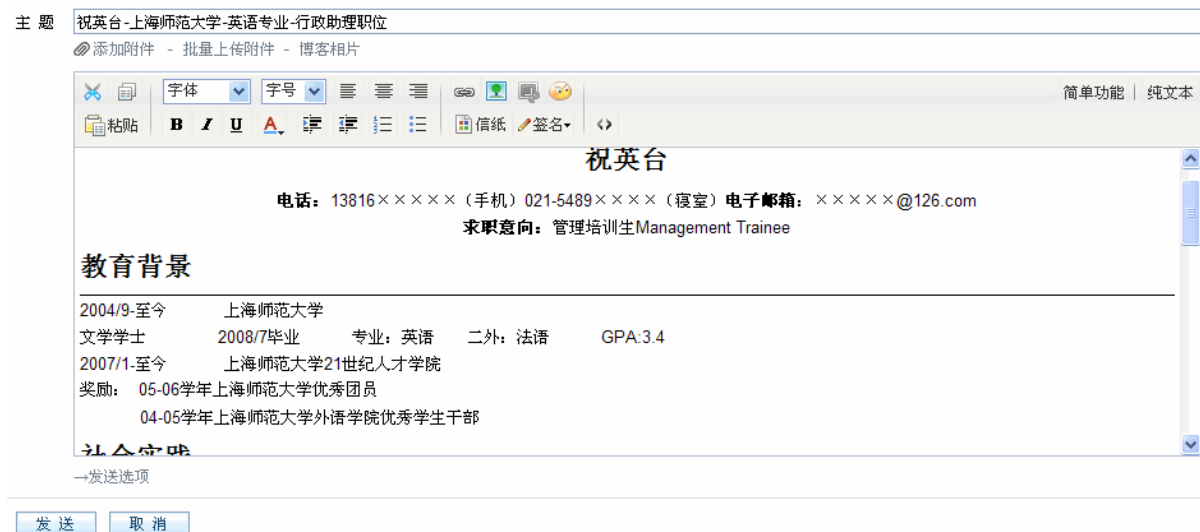 主 题 祝英台-上海师范大学-英语专业-行政助理职位
添加附件 - 批量上传附件 - 博客相片
字体 字号 简单功能 | 纯文本
粘贴 B I U A 信纸 签名
祝英台
电话：13816×××××（手机）021-5489××××（寝室）电子邮箱：×××××@126.com
求职意向：管理培训生Management Trainee
教育背景
2004/9-至今 上海师范大学
文学学士 2008/7毕业 专业：英语 二外：法语 GPA:3.4
2007/1-至今 上海师范大学21世纪人才学院
奖励： 05-06学年上海师范大学优秀团员
04-05学年上海师范大学外语学院优秀学生干部
社会实践
→发送选项
发 送 取 消